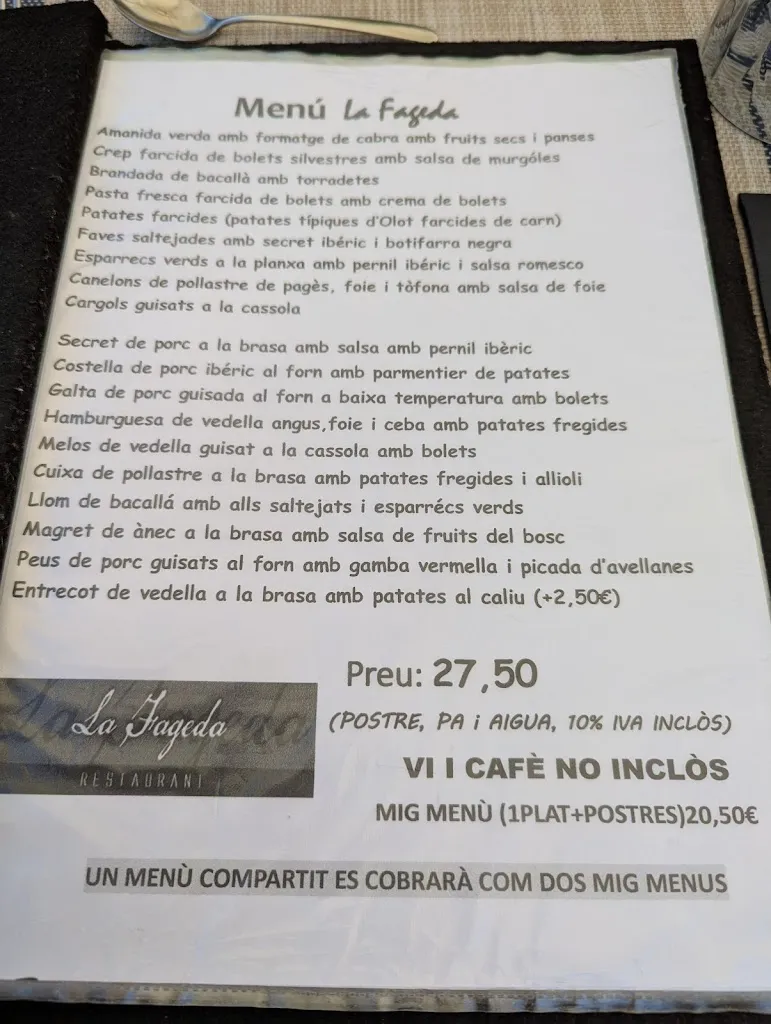 Menú La Fageda
Amanida verda amb formatge de cabra amb fruits secs i panses
Crep farcida de bolets silvestres amb salsa de murgóles
Brandada de bacallà amb torradetes
Pasta fresca farcida de bolets amb crema de bolets
Patates farcides (patates típiques d'Olot farcides de carn)
Faves saltejades amb secret ibéric i botifarra negra
Esparrecs verds a la planxa amb pernil ibéric i salsa romesco
Canelons de pollastre de pagès, foie i tòfona amb salsa de foie
Cargols guisats a la cassola
Secret de porc a la brasa amb salsa amb pernil ibèric
Costella de porc ibéric al forn amb parmentier de patates
Galta de porc guisada al forn a baixa temperatura amb bolets
Hamburguesa de vedella angus,foie i ceba amb patates fregides
Melos de vedella guisat a la cassola amb bolets
Cuixa de pollastre a la brasa amb patates fregides i allioli
Llom de bacallá amb alls saltejats i esparrécs verds
Magret de ànec a la brasa amb salsa de fruits del bosc
Peus de porc guisats al forn amb gamba vermella i picada d'avellanes
Entrecot de vedella a la brasa amb patates al caliu (+2,50€)
Preu: 27,50
(POSTRE, PA i AIGUA, 10% IVA INCLÒS)
VI I CAFÈ NO INCLÒS
MIG MENÙ (1PLAT+POSTRES)20,50€
La Fageda
RESTAURANT
UN MENÙ COMPARTIT ES COBRARÀ COM DOS MIG MENUS